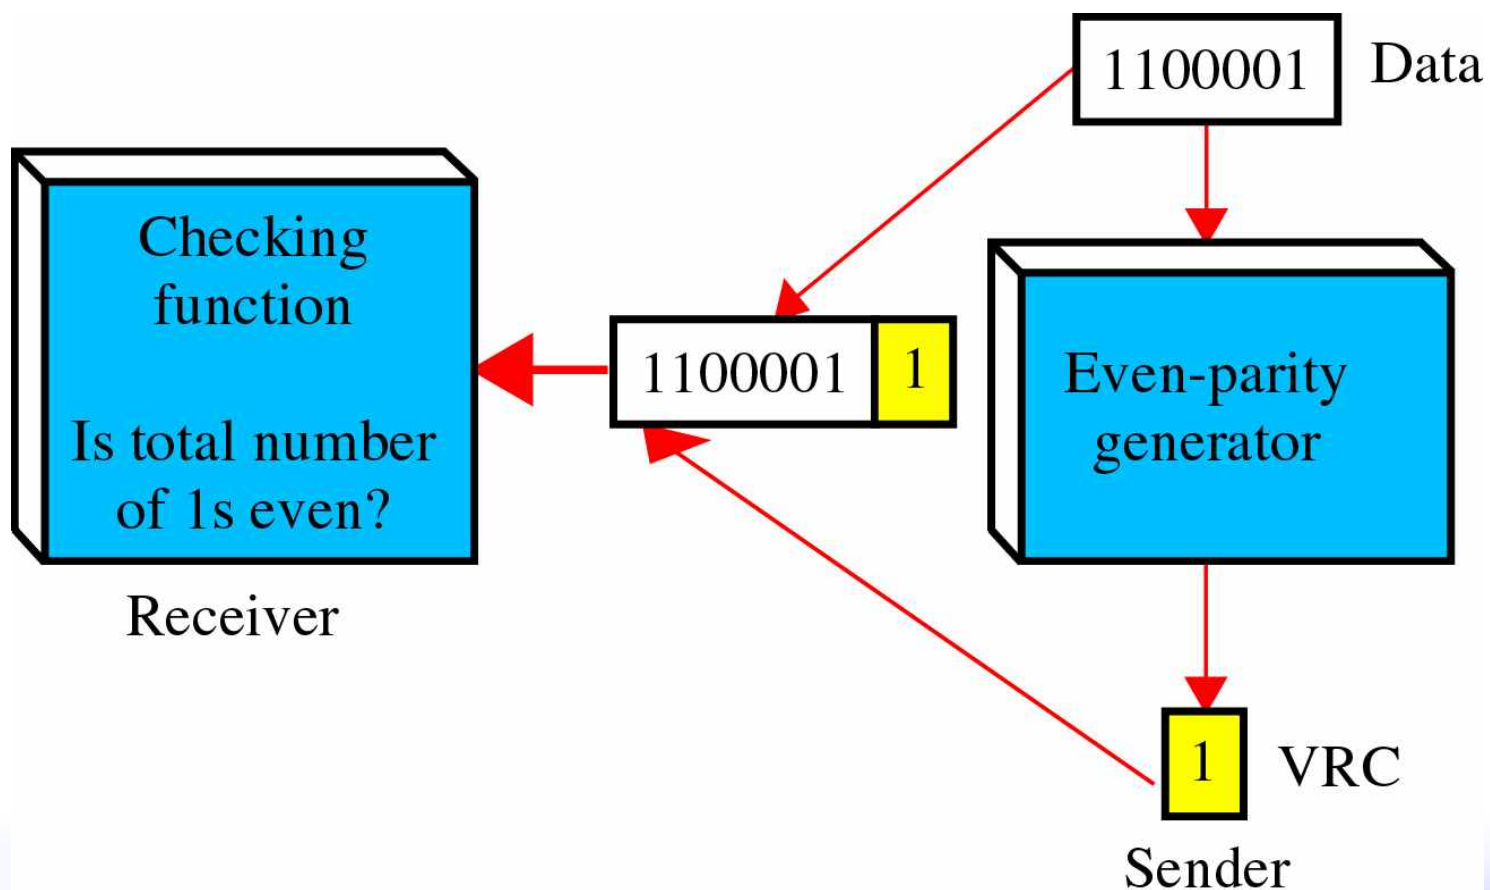 1100001
Data
Checking
function
Is total number
of 1s even?
Receiver
1100001
1
Even-parity
generator
1
VRC
Sender